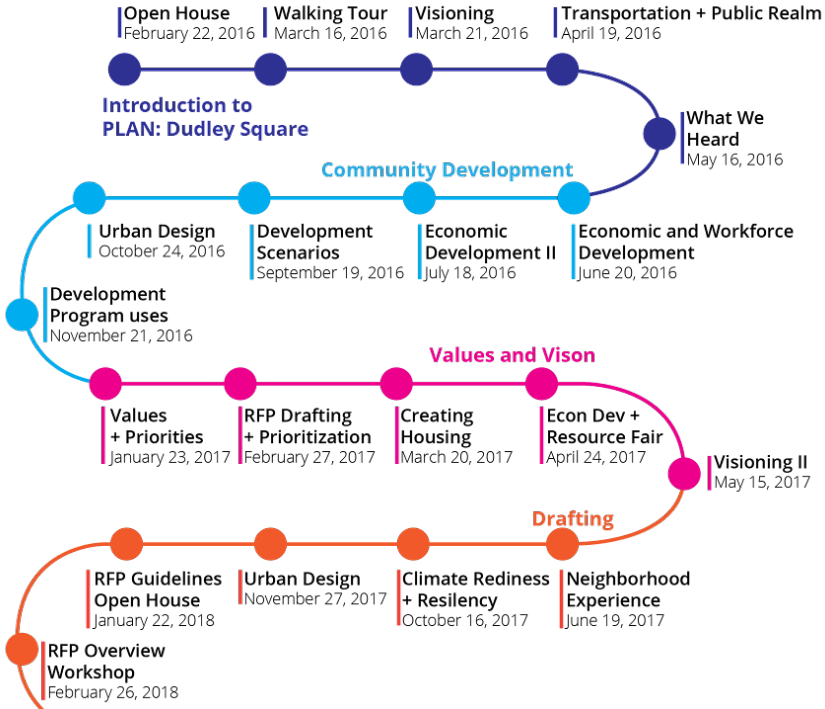 Open House
February 22, 2016
Walking Tour
March 16, 2016
Visioning
March 21, 2016
Transportation + Public Realm
April 19, 2016
Introduction to
PLAN: Dudley Square
What We
Heard
May 16, 2016
Community Development
Urban Design
October 24, 2016
Development
Scenarios
September 19, 2016
Economic
Development II
July 18, 2016
Economic and Workforce
Development
June 20, 2016
Development
Program uses
November 21, 2016
Values and Vison
Values
+ Priorities
January 23, 2017
RFP Drafting
+ Prioritization
February 27, 2017
Creating
Housing
March 20, 2017
Econ Dev +
Resource Fair
April 24, 2017
Visioning II
May 15, 2017
Drafting
RFP Guidelines
Open House
January 22, 2018
Urban Design
November 27, 2017
Climate Rediness
+ Resilency
October 16, 2017
Neighborhood
Experience
June 19, 2017
RFP Overview
Workshop
February 26, 2018